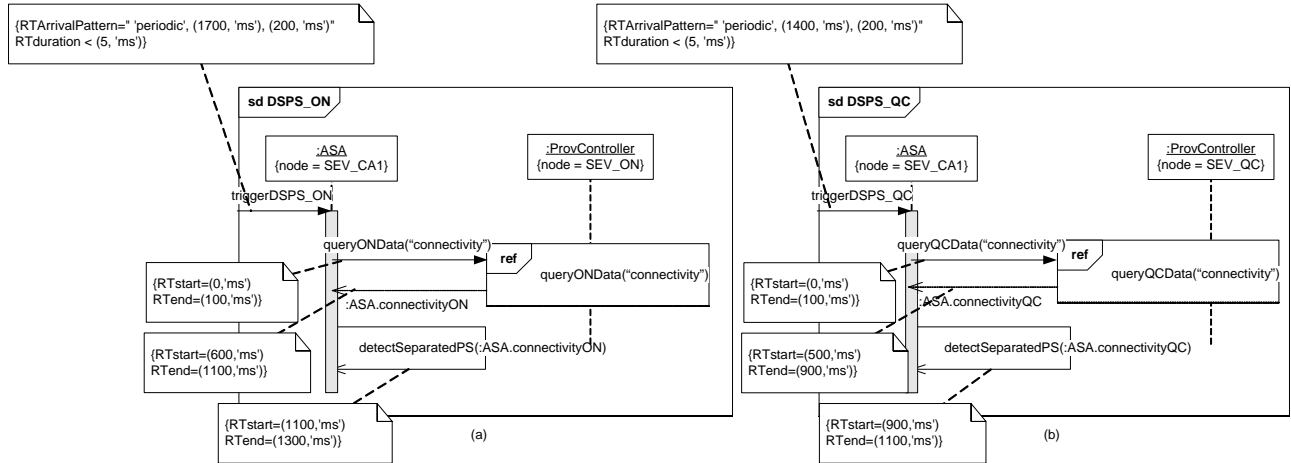 {RTArrivalPattern=" 'periodic', (1700, 'ms'), (200, 'ms')"
RTduration < (5, 'ms')}
sd DSPS_ON
:ASA
{node = SEV_CA1}
:ProvController
{node = SEV_ON}
triggerDSPS_ON
queryONData(“connectivity”)
ref
queryONData(“connectivity”)
{RTstart=(0,'ms')
RTend=(100,'ms')}
:ASA.connectivityON
{RTstart=(600,'ms')
RTend=(1100,'ms')}
detectSeparatedPS(:ASA.connectivityON)
{RTstart=(1100,'ms')
RTend=(1300,'ms')}
(a)
{RTArrivalPattern=" 'periodic', (1400, 'ms'), (200, 'ms')"
RTduration < (5, 'ms')}
sd DSPS_QC
:ASA
{node = SEV_CA1}
:ProvController
{node = SEV_QC}
triggerDSPS_QC
queryQCData(“connectivity”)
ref
queryQCData(“connectivity”)
{RTstart=(0,'ms')
RTend=(100,'ms')}
:ASA.connectivityQC
{RTstart=(500,'ms')
RTend=(900,'ms')}
detectSeparatedPS(:ASA.connectivityQC)
{RTstart=(900,'ms')
RTend=(1100,'ms')}
(b)